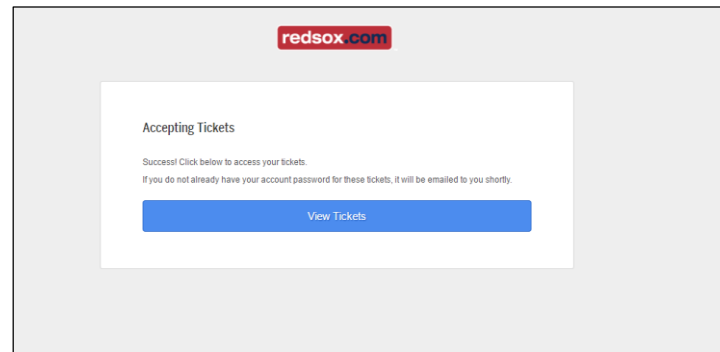 redsox.com
Accepting Tickets
Success! Click below to access your tickets.
If you do not already have your account password for these tickets, it will be emailed to you shortly.
View Tickets